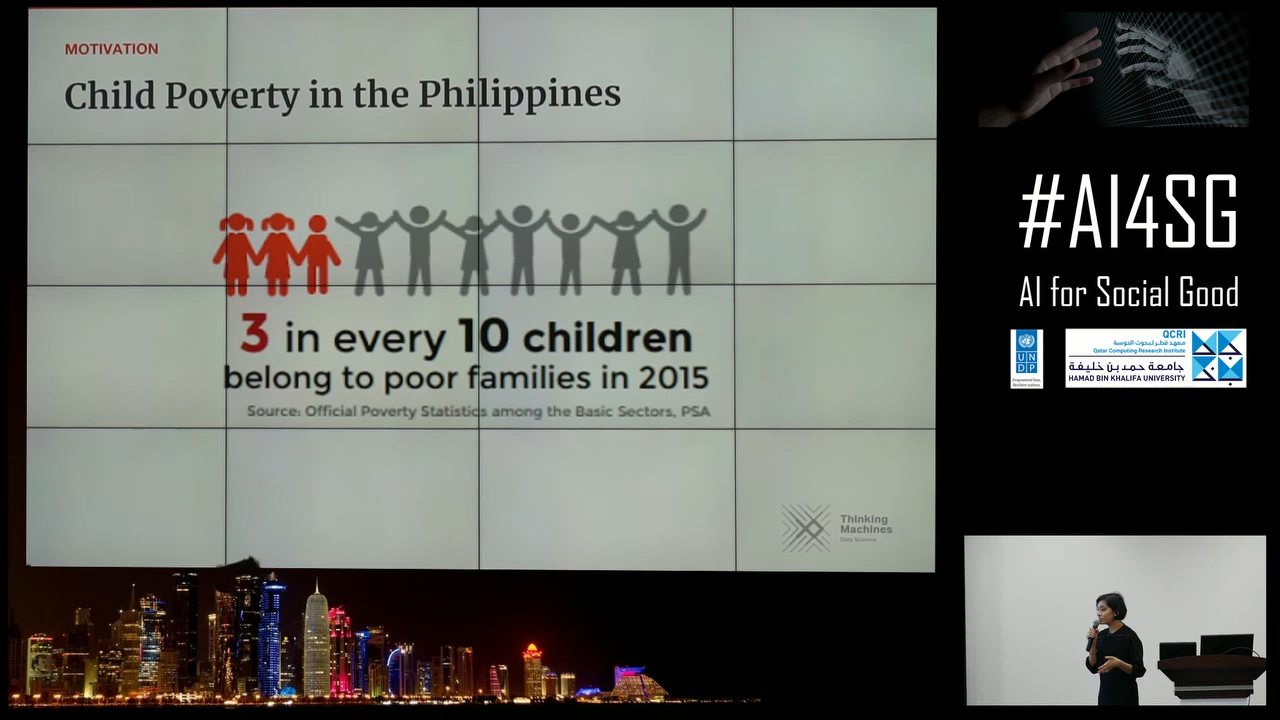 MOTIVATION
Child Poverty in the Philippines
3 in every 10 children
belong to poor families in 2015
Source: Official Poverty Statistics among the Basic Sectors, PSA
Thinking
Machines
Data Science
#AI4SG
AI for Social Good
U N
D P
Empowered lives.
Resilient nations.
QCRI
معهد قطر لبحوث الحوسبة
Qatar Computing Research Institute
جامعة حمد بن خليفة
HAMAD BIN KHALIFA UNIVERSITY